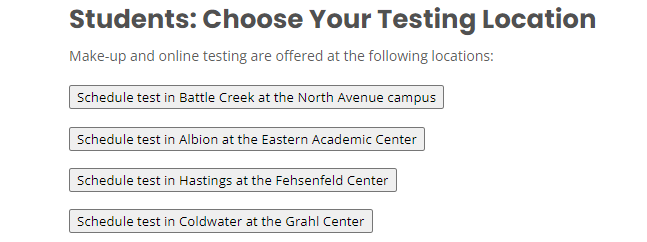 Students: Choose Your Testing Location
Make-up and online testing are offered at the following locations:
Schedule test in Battle Creek at the North Avenue campus
Schedule test in Albion at the Eastern Academic Center
Schedule test in Hastings at the Fehsenfeld Center
Schedule test in Coldwater at the Grahl Center